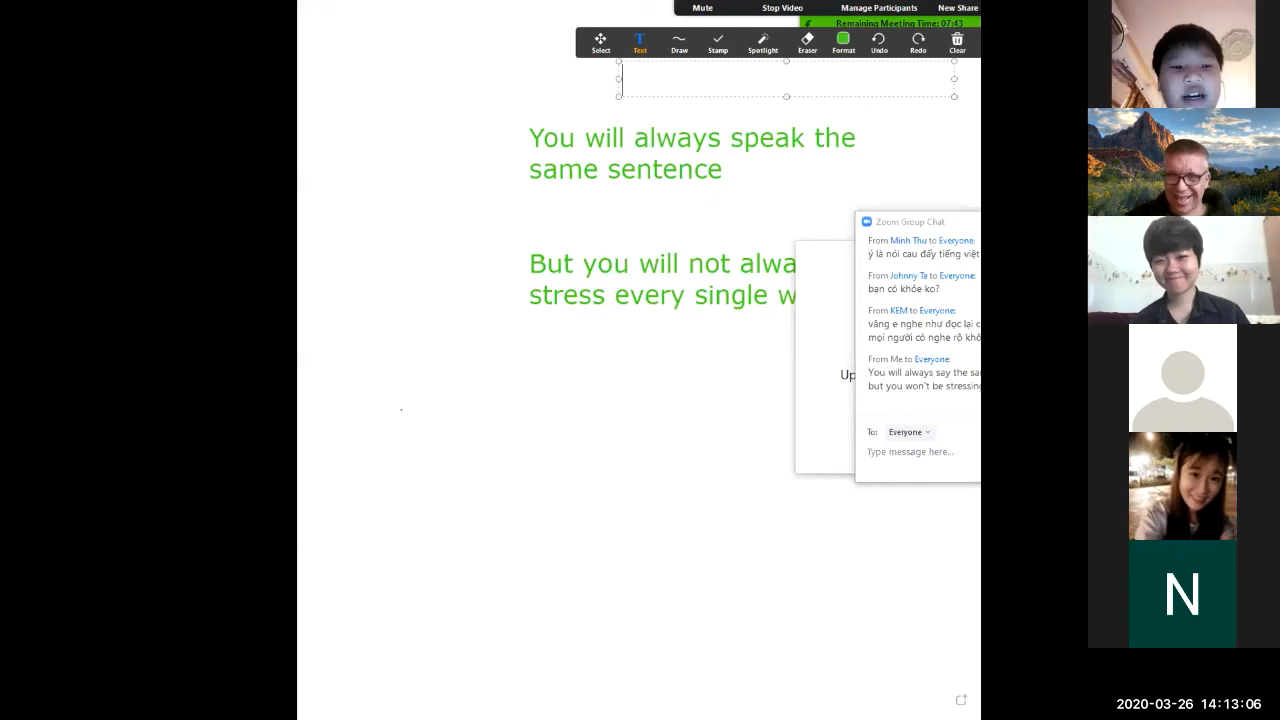 Mute Stop Video Manage Participants New Share
Remaining Meeting Time: 07:43
Select Text Draw Stamp Spotlight Eraser Format Undo Redo Clear
T
You will always speak the
same sentence
But you will not alwa
stress every single w
Zoom Group Chat
From Minh Thu to Everyone:
ý là nói cau đấy tiếng việt
From Johnny Ta to Everyone:
bạn có khỏe ko?
From KEM to Everyone:
vâng e nghe như đọc lại c
mọi người có nghe rõ khô
From Me to Everyone:
You will always say the sa
but you won't be stressing
Up
To: Everyone
Type message here...
N
2020-03-26 14:13:06